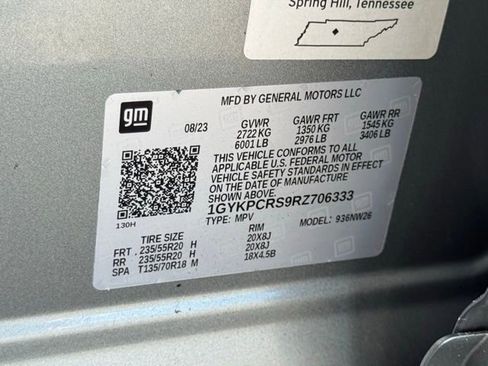 Spring Hill, Tennessee
gm
MFD BY GENERAL MOTORS LLC
08/23 GVWR GAWR FRT GAWR RR
2722 KG 1350 KG 1545 KG
6001 LB 2976 LB 3406 LB
THIS VEHICLE CONFORMS TO ALL
APPLICABLE U.S. FEDERAL MOTOR
VEHICLE SAFETY STANDARDS IN EFFECT ON
THE DATE OF MANUFACTURE
1GYKPCRS9RZ706333
130H TYPE: MPV MODEL: 936NW26
TIRE SIZE RIM
FRT . 235/55R20 H 20X8J
RR . 235/55R20 H 20X8J
SPA T135/70R18 M 18X4.5B